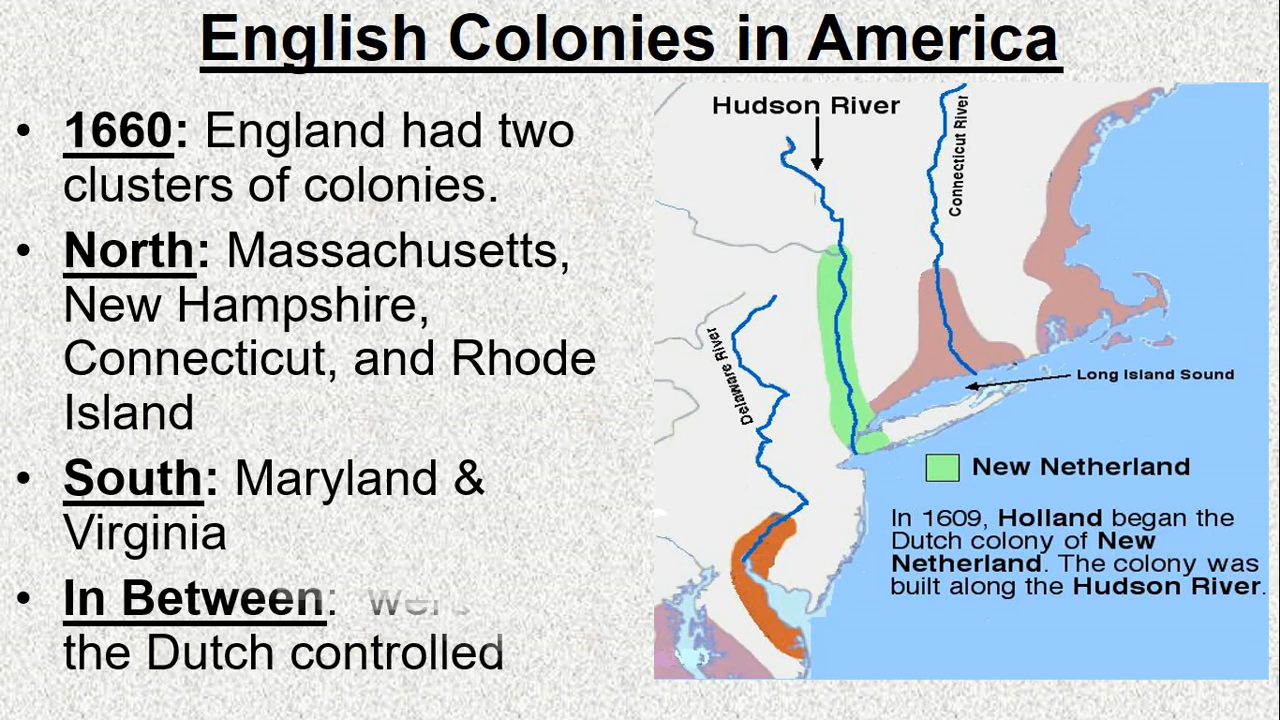 English Colonies in America
• 1660: England had two
clusters of colonies.
• North: Massachusetts,
New Hampshire,
Connecticut, and Rhode
Island
• South: Maryland &
Virginia
• In Between: were
the Dutch controlled
Hudson River
Connecticut River
Delaware River
Long Island Sound
New Netherland
In 1609, Holland began the
Dutch colony of New
Netherland. The colony was
built along the Hudson River.